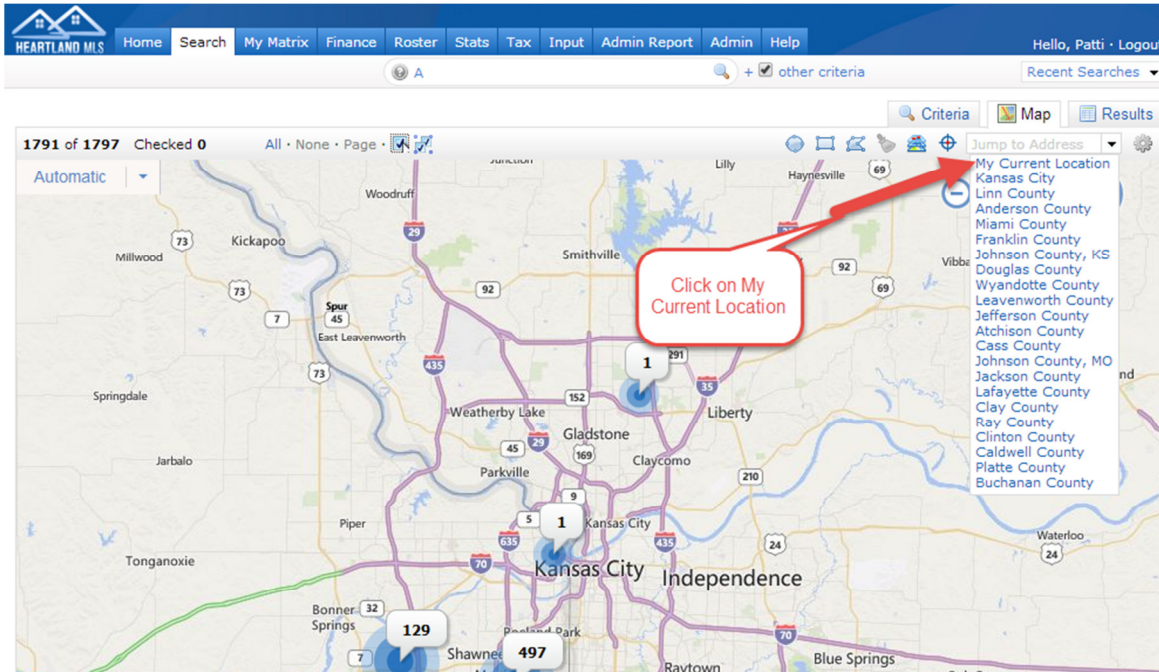 HEARTLAND MLS
Home Search My Matrix Finance Roster Stats Tax Input Admin Report Admin Help
Hello, Patti · Logout
A
+ other criteria
Recent Searches
Criteria Map Results
1791 of 1797 Checked 0 All · None · Page ·
Jump to Address
Automatic
My Current Location
Kansas City
Linn County
Anderson County
Miami County
Franklin County
Johnson County, KS
Douglas County
Wyandotte County
Leavenworth County
Jefferson County
Atchison County
Cass County
Johnson County, MO
Jackson County
Lafayette County
Clay County
Ray County
Clinton County
Caldwell County
Platte County
Buchanan County
Click on My
Current Location
Junction
Lilly
Haynesville
69
Woodruff
29
73
Kickapoo
Millwood
Smithville
92
Vibba
73
92
69
Spur
45
7
East Leavenworth
435
1
291
73
35
Springdale
152
Weatherby Lake
Liberty
Gladstone
45
29
169
Jarbalo
Parkville
Claycomo
210
9
Piper
5
1
Kansas City
635
435
24
Waterloo
24
Tonganoxie
70
Kansas City
Independence
Bonner
Springs
32
129
Rosland Park
70
7
Shawnee
497
Raytown
Blue Springs